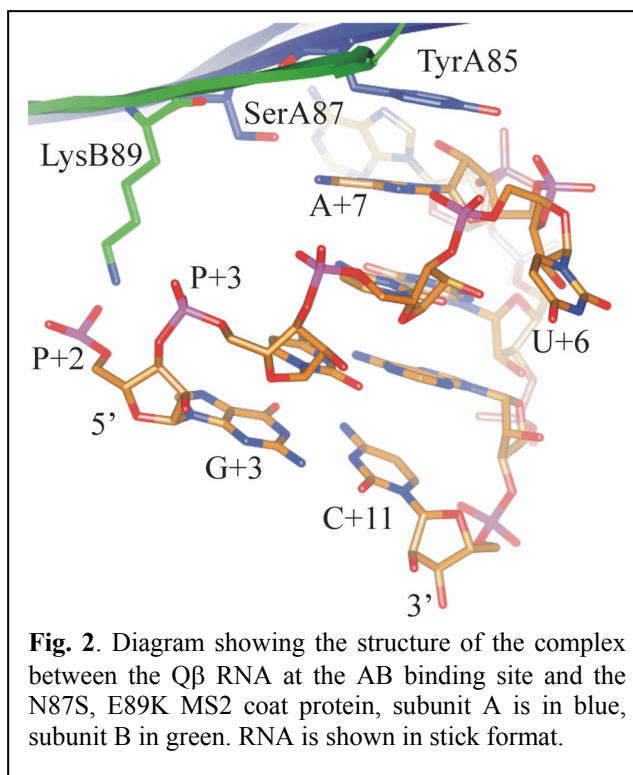 TyrA85
SerA87
LysB89
A+7
P+3
P+2
U+6
5’
G+3
C+11
3’
Fig. 2. Diagram showing the structure of the complex
between the Qβ RNA at the AB binding site and the
N87S, E89K MS2 coat protein, subunit A is in blue,
subunit B in green. RNA is shown in stick format.